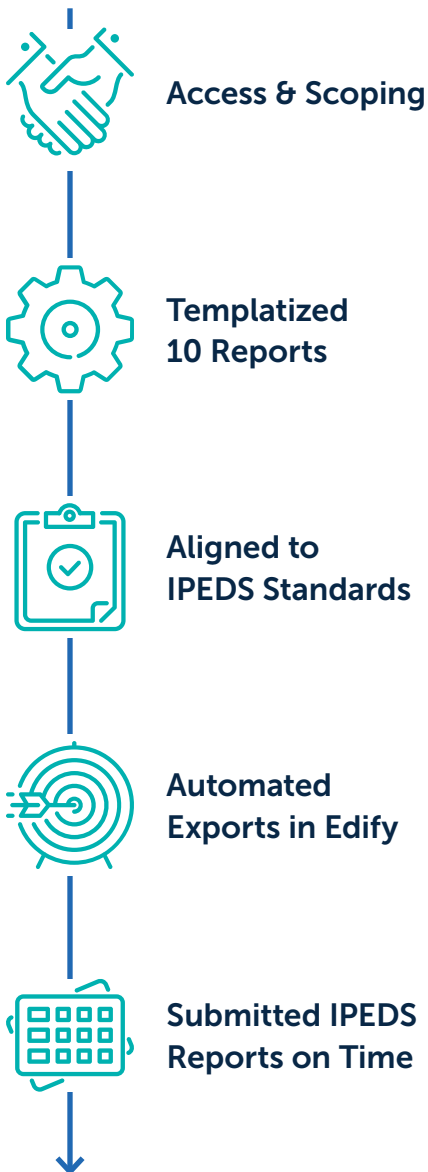 Access & Scoping
Templatized
10 Reports
Aligned to
IPEDS Standards
Automated
Exports in Edify
Submitted IPEDS
Reports on Time